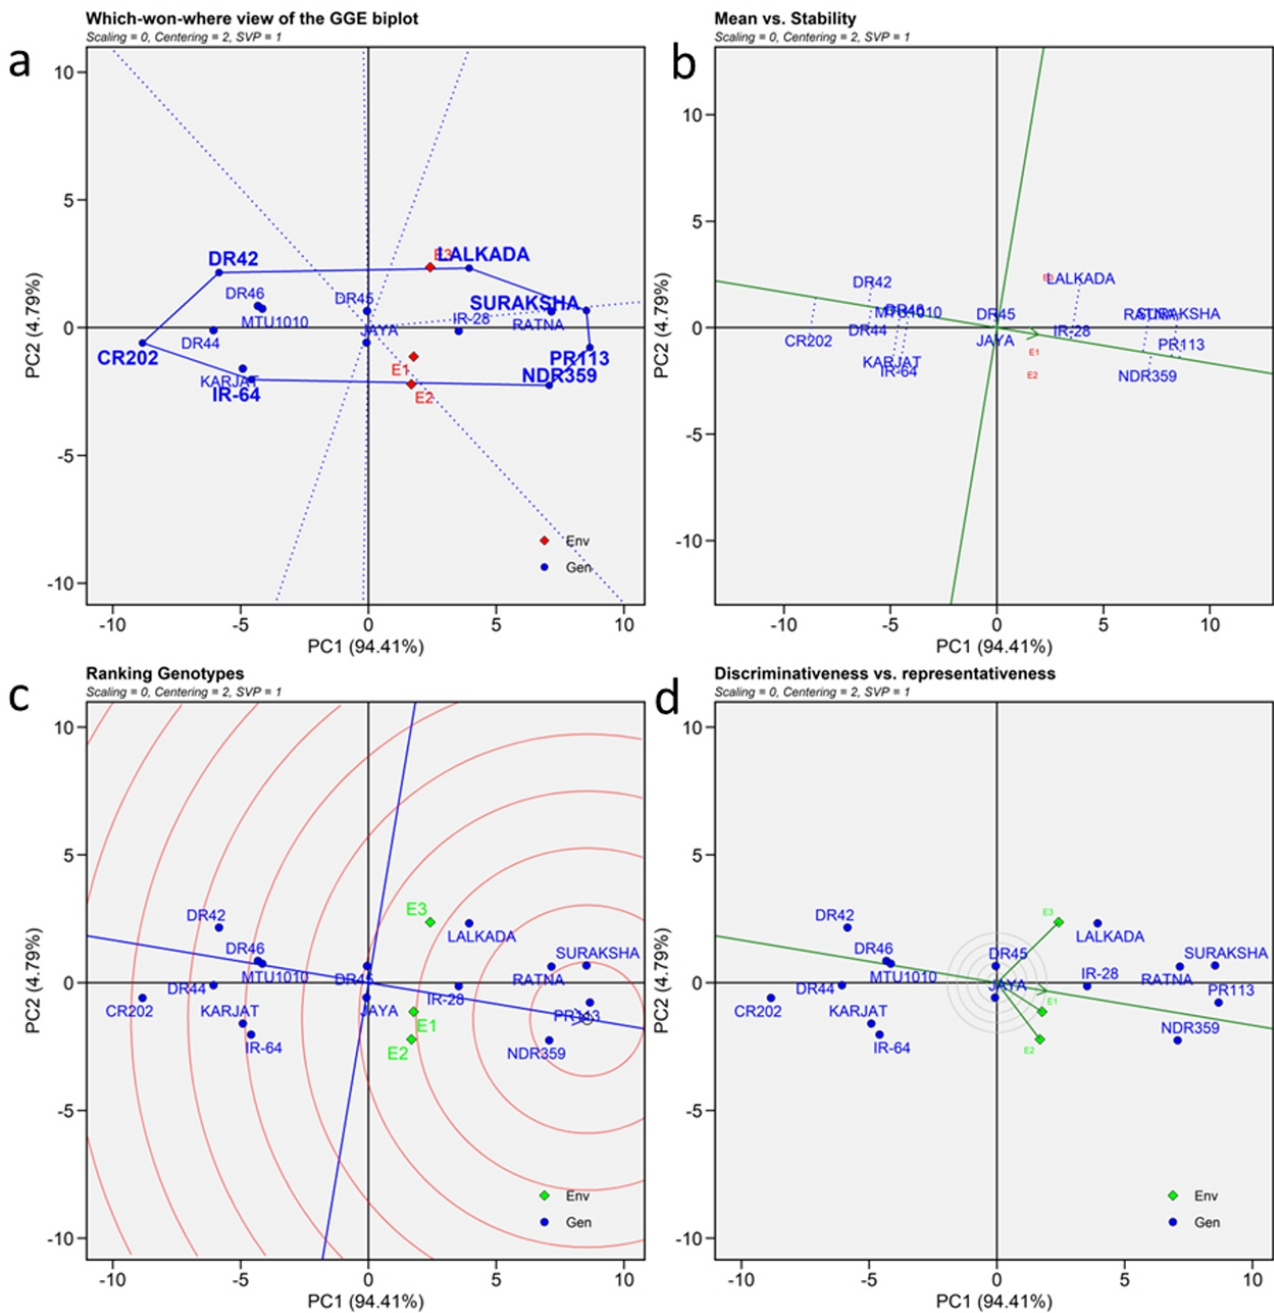 Which-won-where view of the GGE biplot
Scaling = 0, Centering = 2, SVP = 1
a
10
5
0
-5
-10
PC2 (4.79%)
DR42
E3
LALKADA
DR46
DR45
SURAKSHA
MTU1010
IR-28
RATNA
JAYA
DR44
CR202
PR113
E1
NDR359
KARJAT
IR-64
E2
Env
Gen
-10
-5
0
5
10
PC1 (94.41%)
Mean vs. Stability
Scaling = 0, Centering = 2, SVP = 1
b
10
5
0
-5
-10
PC2 (4.79%)
E3
LALKADA
DR42
DR46
MTU1010
DR45
RATNA
SURAKSHA
DR44
IR-28
CR202
JAYA
PR113
E1
KARJAT
IR-64
E2
NDR359
-10
-5
0
5
10
PC1 (94.41%)
Ranking Genotypes
Scaling = 0, Centering = 2, SVP = 1
c
10
5
0
-5
-10
PC2 (4.79%)
E3
DR42
LALKADA
DR46
SURAKSHA
MTU1010
DR45
RATNA
DR44
IR-28
CR202
KARJAT
JAYA
PR113
E1
IR-64
E2
NDR359
Env
Gen
-10
-5
0
5
10
PC1 (94.41%)
Discriminativeness vs. representativeness
Scaling = 0, Centering = 2, SVP = 1
d
10
5
0
-5
-10
PC2 (4.79%)
E3
DR42
LALKADA
DR46
DR45
SURAKSHA
MTU1010
IR-28
RATNA
DR44
JAYA
PR113
CR202
KARJAT
E1
NDR359
IR-64
E2
Env
Gen
-10
-5
0
5
10
PC1 (94.41%)